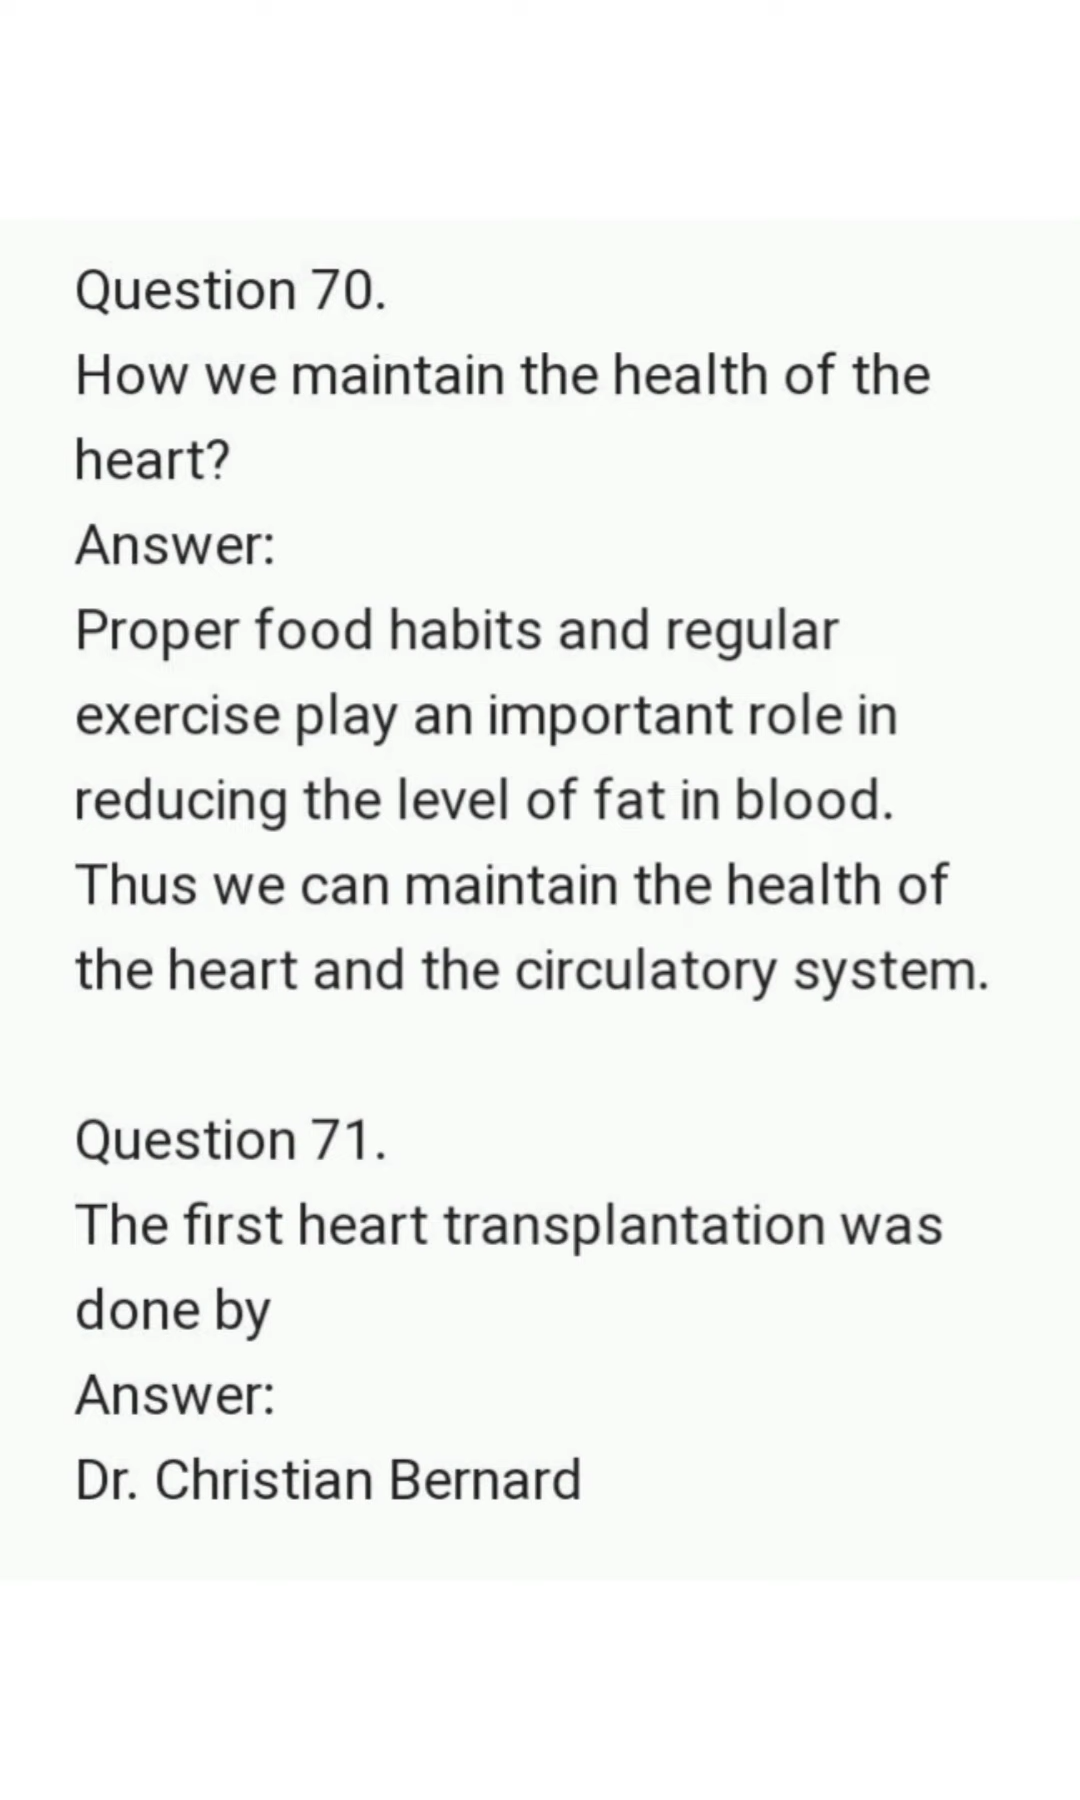 Question 70.
How we maintain the health of the
heart?
Answer:
Proper food habits and regular
exercise play an important role in
reducing the level of fat in blood.
Thus we can maintain the health of
the heart and the circulatory system.
Question 71.
The first heart transplantation was
done by
Answer:
Dr. Christian Bernard